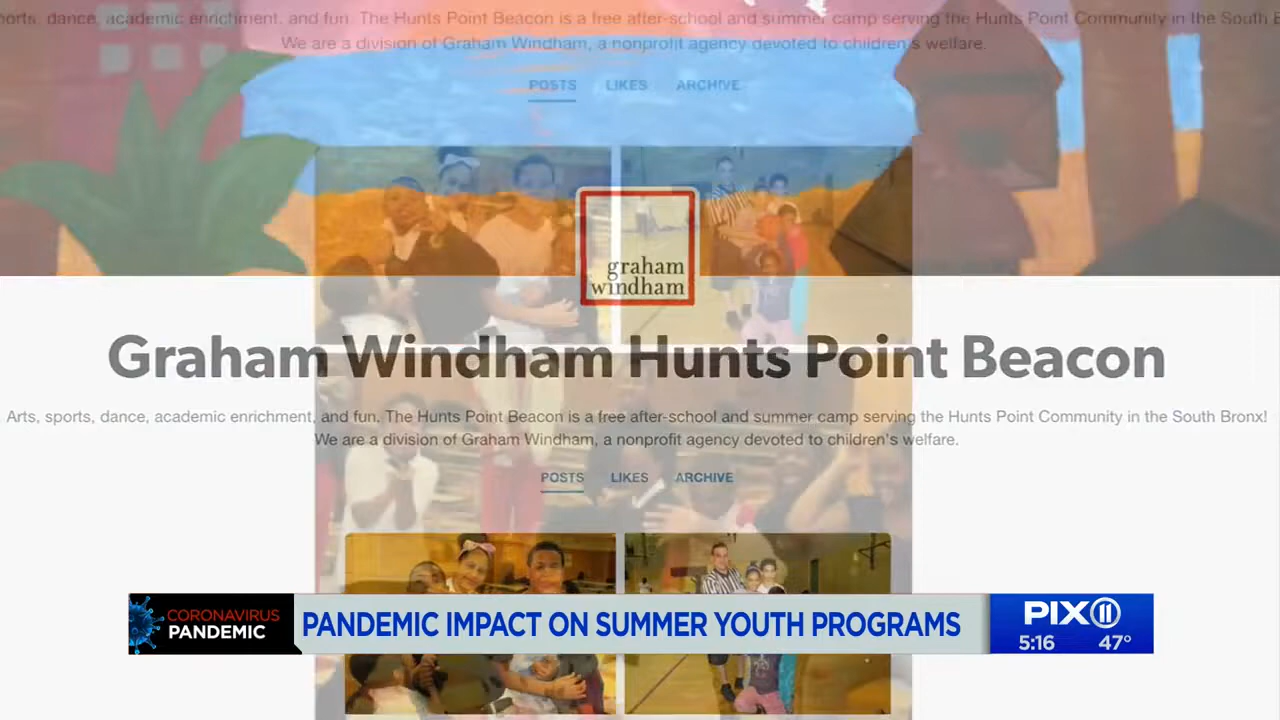 orts, dance, academic enrichment, and fun. The Hunts Point Beacon is a free after-school and summer camp serving the Hunts Point Community in the South B
We are a division of Graham Windham, a nonprofit agency devoted to children's welfare.
POSTS LIKES ARCHIVE
graham
windham
Graham Windham Hunts Point Beacon
Arts, sports, dance, academic enrichment, and fun. The Hunts Point Beacon is a free after-school and summer camp serving the Hunts Point Community in the South Bronx!
We are a division of Graham Windham, a nonprofit agency devoted to children's welfare.
POSTS LIKES ARCHIVE
CORONAVIRUS
PANDEMIC
PANDEMIC IMPACT ON SUMMER YOUTH PROGRAMS
PIX 11
5:16 47°